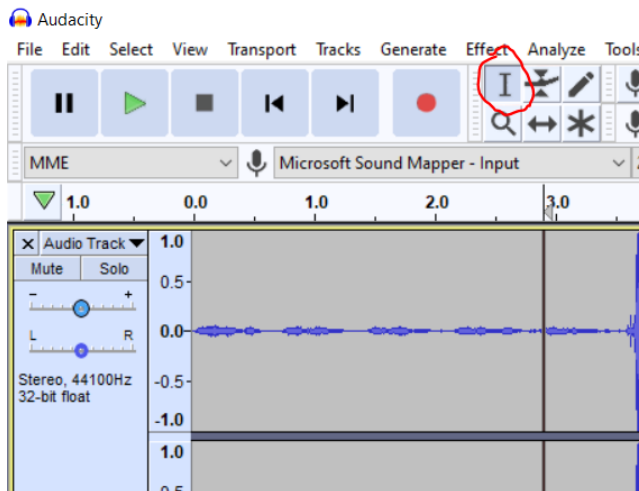 Audacity
File Edit Select View Transport Tracks Generate Effect Analyze Tools
MME Microsoft Sound Mapper - Input
1.0 0.0 1.0 2.0 3.0
Audio Track 1.0
Mute Solo
0.5
- +
L R 0.0
Stereo, 44100Hz
32-bit float
-0.5
-1.0
1.0